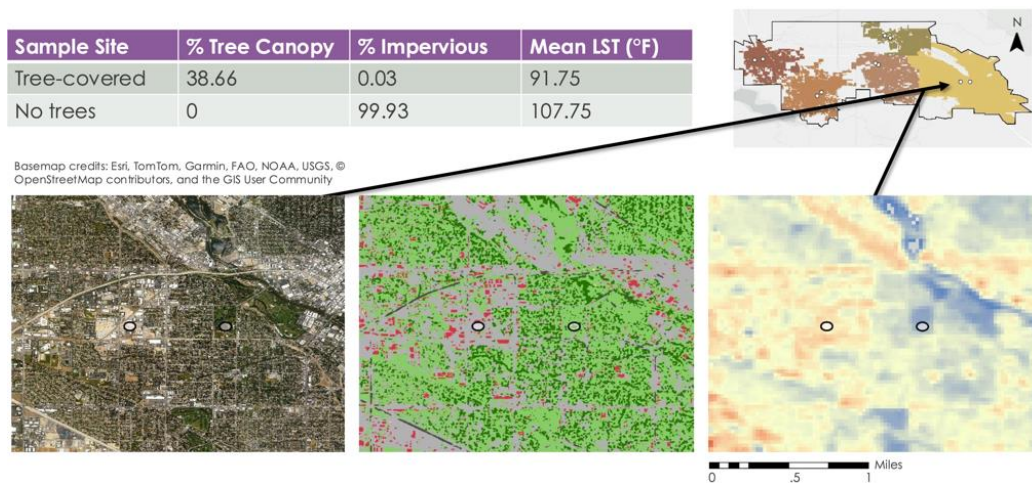 Sample Site % Tree Canopy % Impervious Mean LST (°F)
Tree-covered 38.66 0.03 91.75
No trees 0 99.93 107.75
N
Basemap credits: Esri, TomTom, Garmin, FAO, NOAA, USGS, ©
OpenStreetMap contributors, and the GIS User Community
Miles
0 .5 1